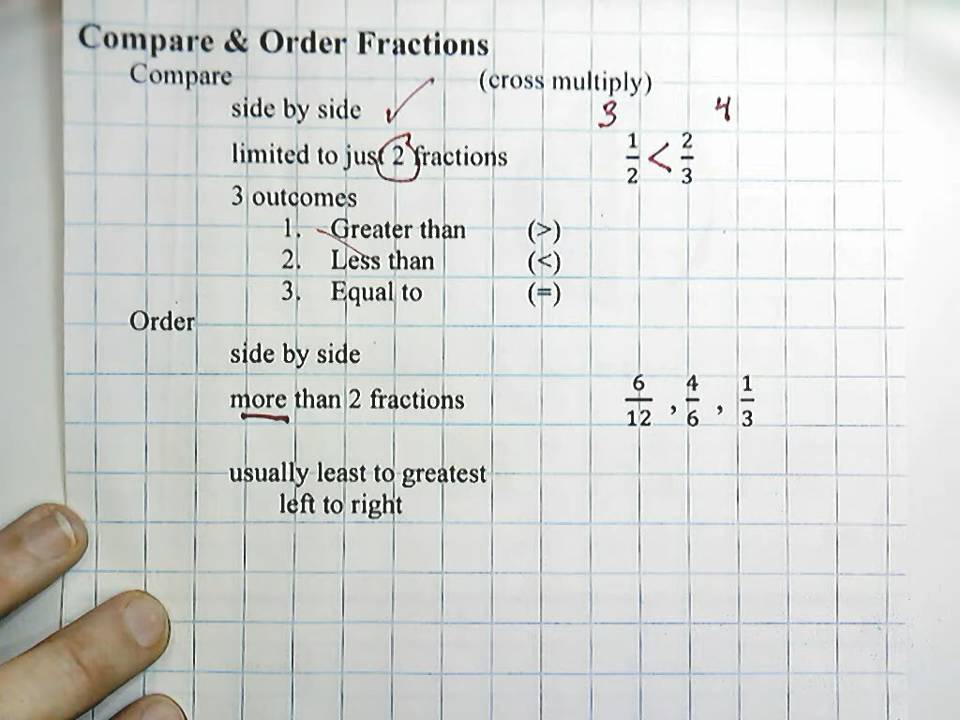 Compare & Order Fractions
Compare (cross multiply)
side by side ✓ 3 4
limited to just 2 fractions 1/2 < 2/3
3 outcomes
1. Greater than (>)
2. Less than (<)
3. Equal to (=)
Order
side by side
more than 2 fractions 6/12 , 4/6 , 1/3
usually least to greatest
left to right